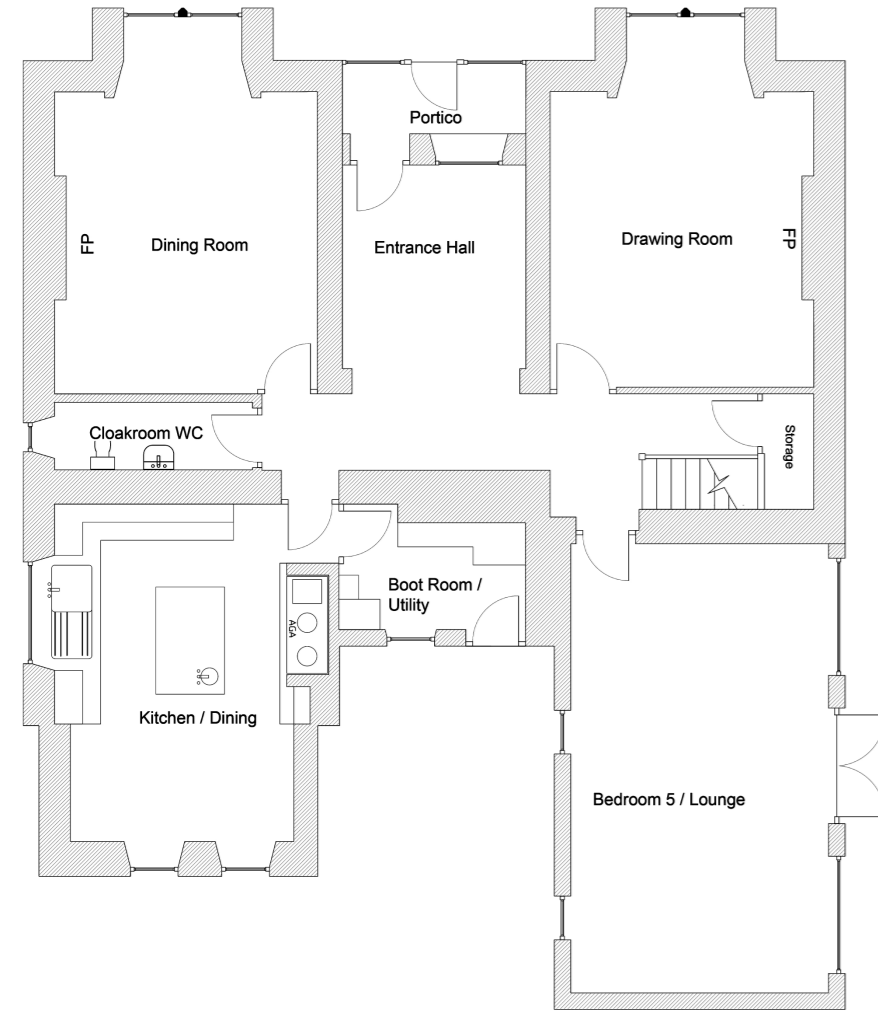 Portico
FP
Dining Room
Entrance Hall
Drawing Room
FP
Cloakroom WC
Storage
Boot Room /
Utility
AGA
Kitchen / Dining
Bedroom 5 / Lounge